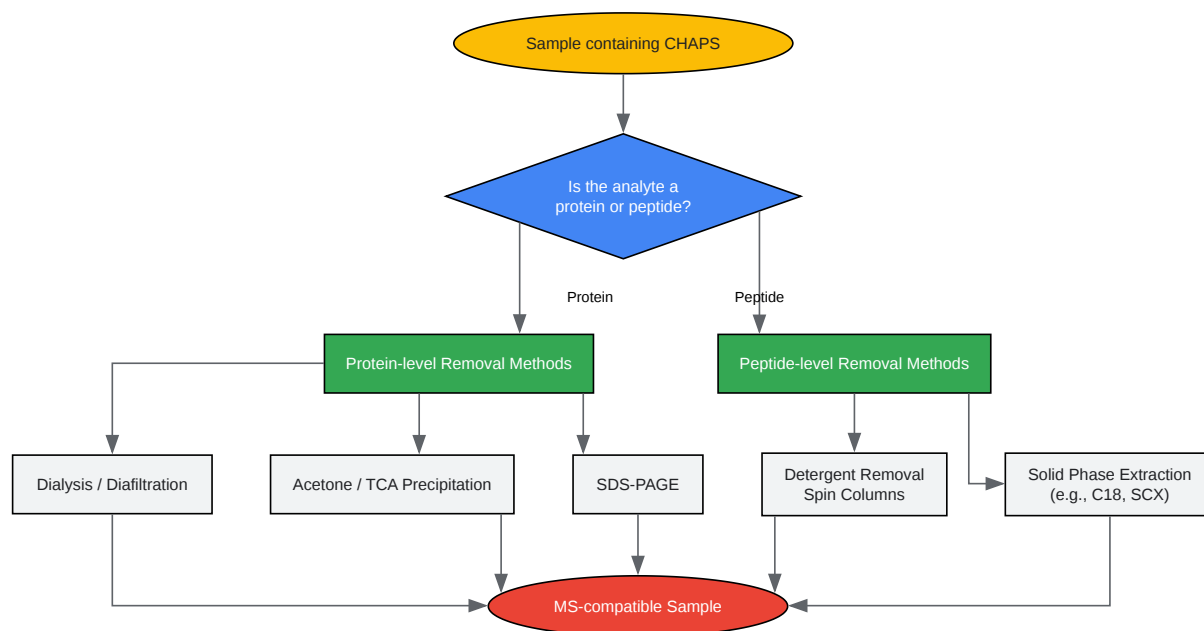 Sample containing CHAPS
Is the analyte a
protein or peptide?
Protein
Peptide
Protein-level Removal Methods
Peptide-level Removal Methods
Dialysis / Diafiltration
Acetone / TCA Precipitation
SDS-PAGE
Detergent Removal
Spin Columns
Solid Phase Extraction
(e.g., C18, SCX)
MS-compatible Sample